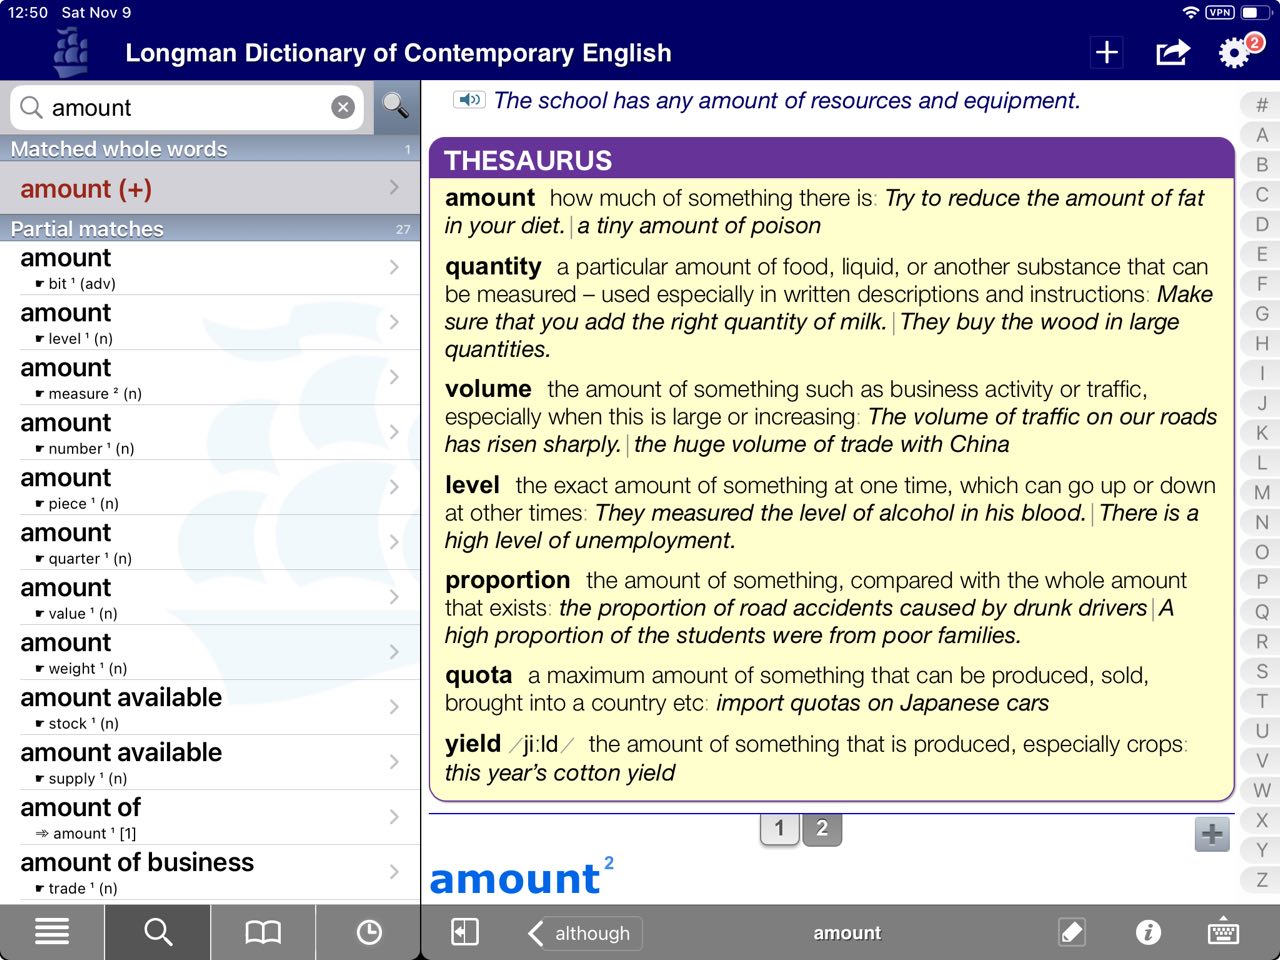 12:50 Sat Nov 9
VPN
Longman Dictionary of Contemporary English
2
amount
Matched whole words 1
amount (+)
Partial matches 27
amount
☛ bit ¹ (adv)
amount
☛ level ¹ (n)
amount
☛ measure ² (n)
amount
☛ number ¹ (n)
amount
☛ piece ¹ (n)
amount
☛ quarter ¹ (n)
amount
☛ value ¹ (n)
amount
☛ weight ¹ (n)
amount available
☛ stock ¹ (n)
amount available
☛ supply ¹ (n)
amount of
⇒ amount ¹ [1]
amount of business
☛ trade ¹ (n)
The school has any amount of resources and equipment.
THESAURUS
amount how much of something there is: Try to reduce the amount of fat
in your diet. | a tiny amount of poison
quantity a particular amount of food, liquid, or another substance that can
be measured – used especially in written descriptions and instructions: Make
sure that you add the right quantity of milk. | They buy the wood in large
quantities.
volume the amount of something such as business activity or traffic,
especially when this is large or increasing: The volume of traffic on our roads
has risen sharply. | the huge volume of trade with China
level the exact amount of something at one time, which can go up or down
at other times: They measured the level of alcohol in his blood. | There is a
high level of unemployment.
proportion the amount of something, compared with the whole amount
that exists: the proportion of road accidents caused by drunk drivers | A
high proportion of the students were from poor families.
quota a maximum amount of something that can be produced, sold,
brought into a country etc: import quotas on Japanese cars
yield /jiːld/ the amount of something that is produced, especially crops:
this year's cotton yield
1 2
amount²
although
amount
#
A
B
C
D
E
F
G
H
I
J
K
L
M
N
O
P
Q
R
S
T
U
V
W
X
Y
Z